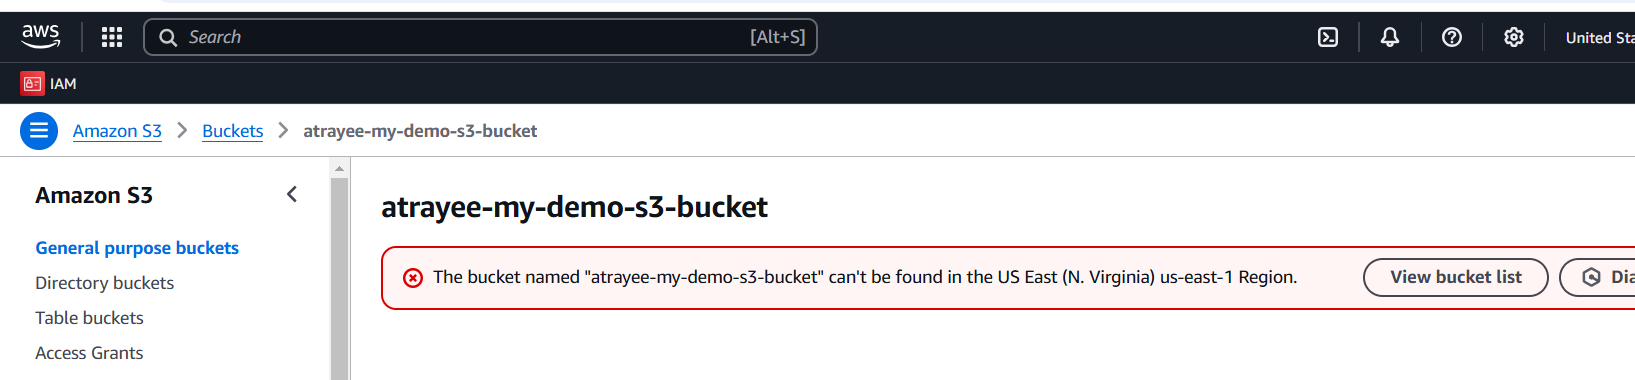 aws
Search [Alt+S]
United Sta
IAM
Amazon S3 > Buckets > atrayee-my-demo-s3-bucket
Amazon S3
General purpose buckets
Directory buckets
Table buckets
Access Grants
atrayee-my-demo-s3-bucket
The bucket named "atrayee-my-demo-s3-bucket" can't be found in the US East (N. Virginia) us-east-1 Region.
View bucket list
Dia